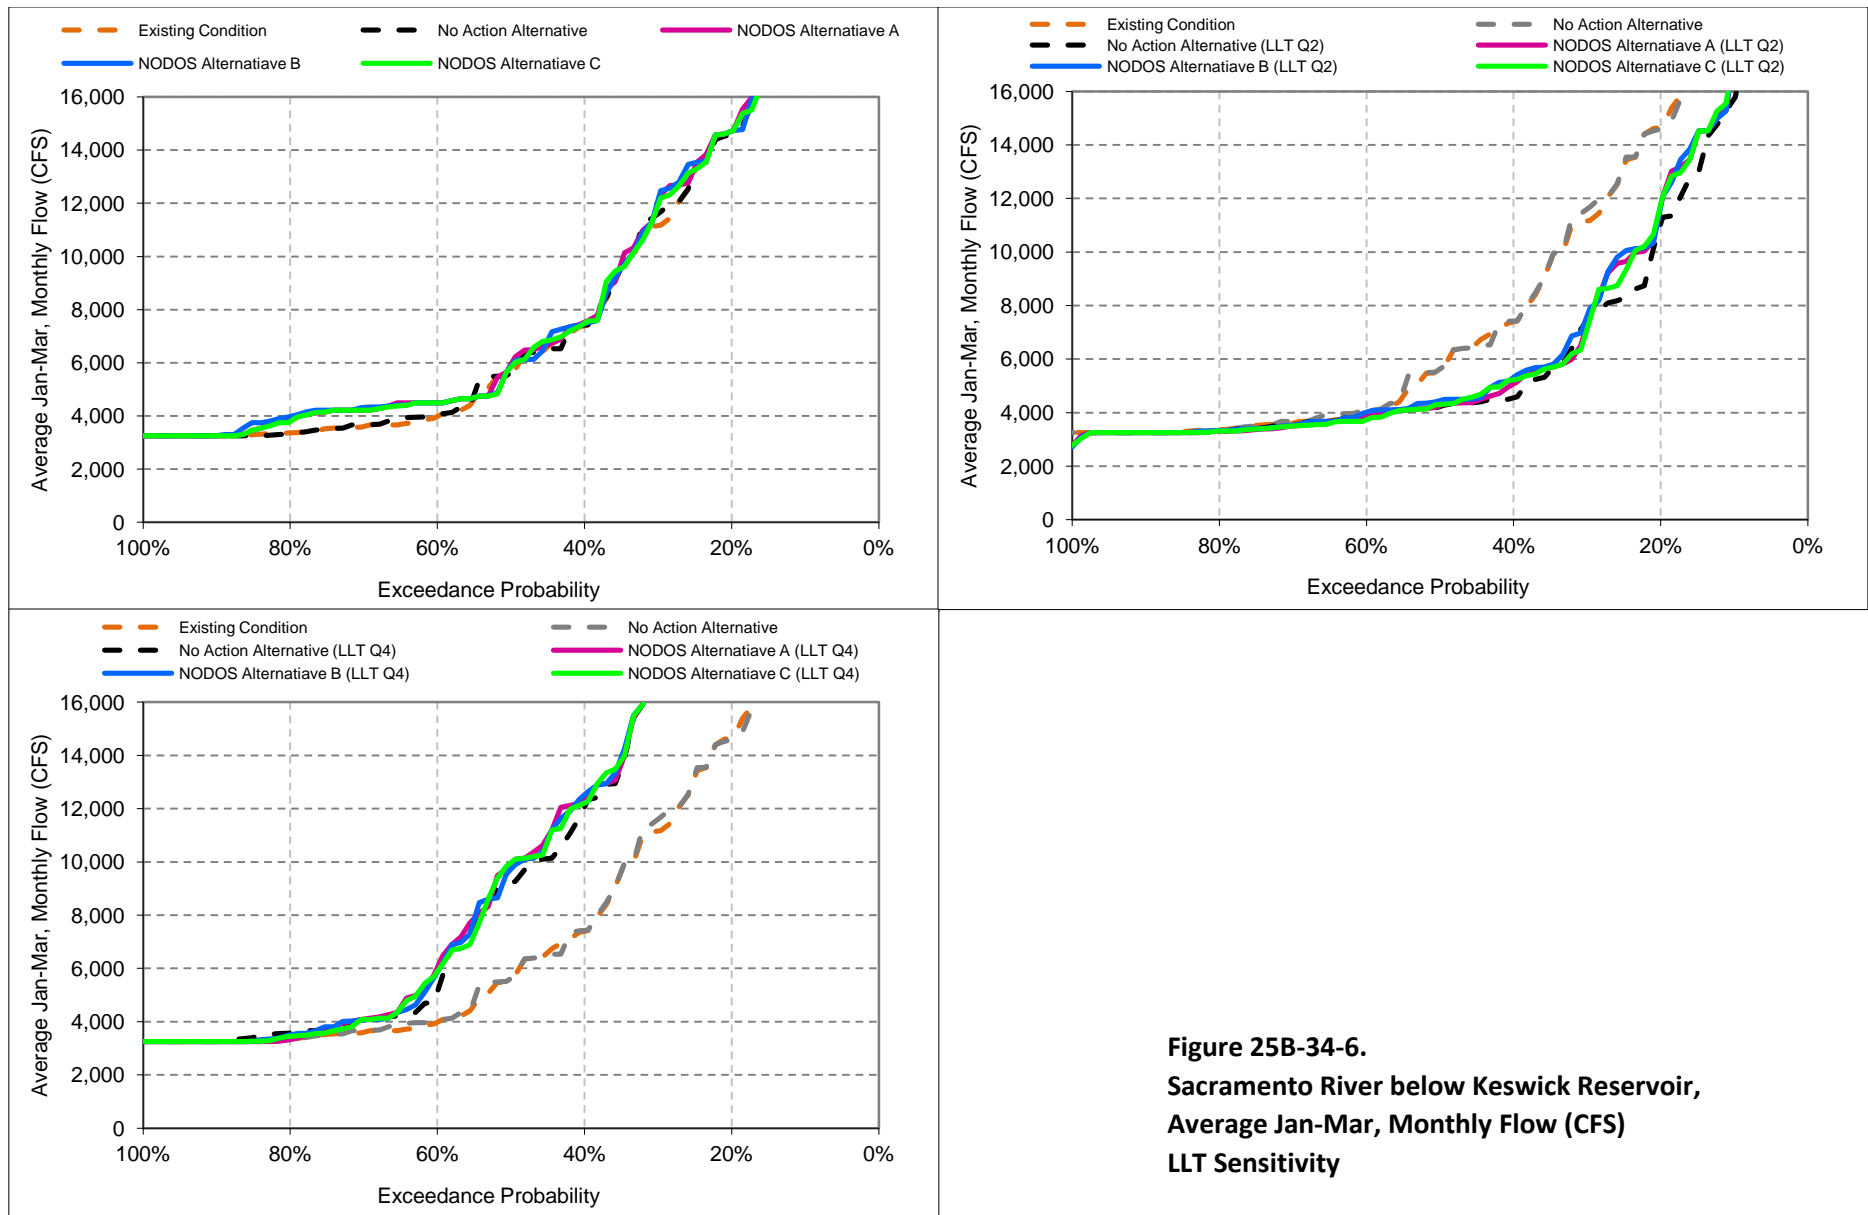 Existing Condition
No Action Alternative
NODOS Alternatiave A
NODOS Alternatiave B
NODOS Alternatiave C
16,000
14,000
12,000
10,000
8,000
6,000
4,000
2,000
0
Average Jan-Mar, Monthly Flow (CFS)
100% 80% 60% 40% 20% 0%
Exceedance Probability
Existing Condition
No Action Alternative
No Action Alternative (LLT Q2)
NODOS Alternatiave A (LLT Q2)
NODOS Alternatiave B (LLT Q2)
NODOS Alternatiave C (LLT Q2)
16,000
14,000
12,000
10,000
8,000
6,000
4,000
2,000
0
Average Jan-Mar, Monthly Flow (CFS)
100% 80% 60% 40% 20% 0%
Exceedance Probability
Existing Condition
No Action Alternative
No Action Alternative (LLT Q4)
NODOS Alternatiave A (LLT Q4)
NODOS Alternatiave B (LLT Q4)
NODOS Alternatiave C (LLT Q4)
16,000
14,000
12,000
10,000
8,000
6,000
4,000
2,000
0
Average Jan-Mar, Monthly Flow (CFS)
100% 80% 60% 40% 20% 0%
Exceedance Probability
Figure 25B-34-6.
Sacramento River below Keswick Reservoir,
Average Jan-Mar, Monthly Flow (CFS)
LLT Sensitivity